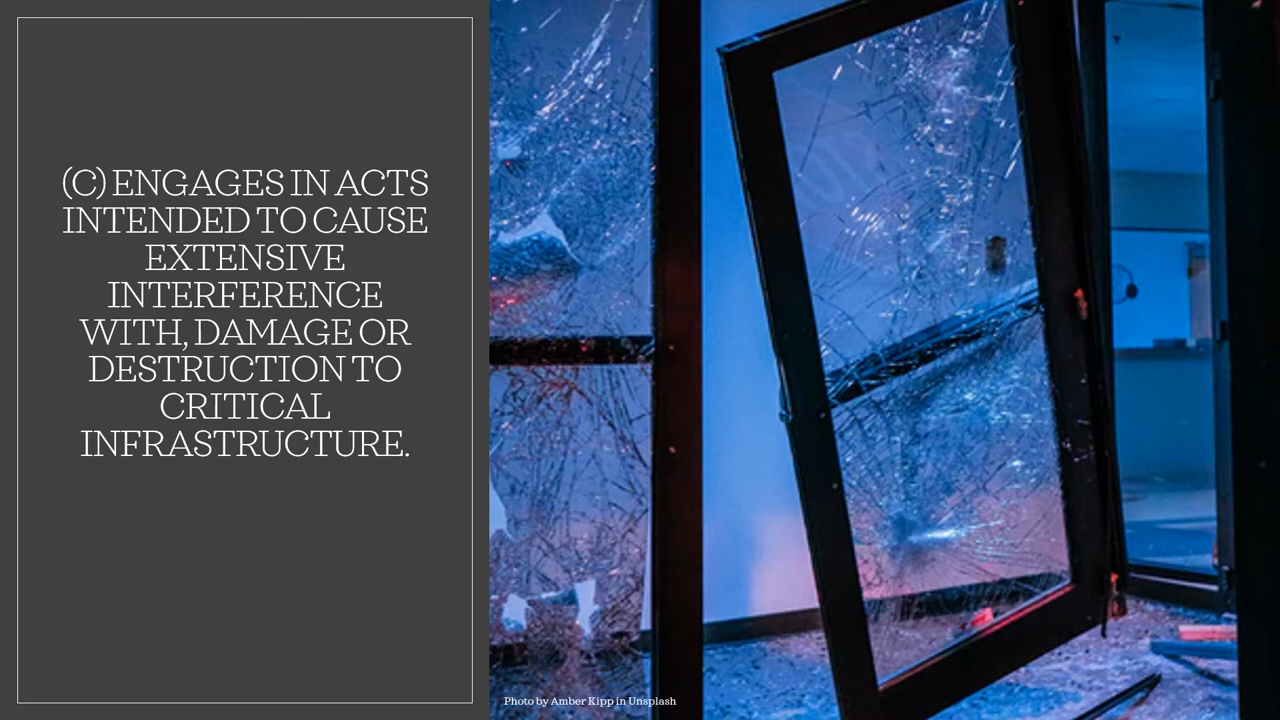 (C) ENGAGES IN ACTS
INTENDED TO CAUSE
EXTENSIVE
INTERFERENCE
WITH, DAMAGE OR
DESTRUCTION TO
CRITICAL
INFRASTRUCTURE.
Photo by Amber Kipp in Unsplash